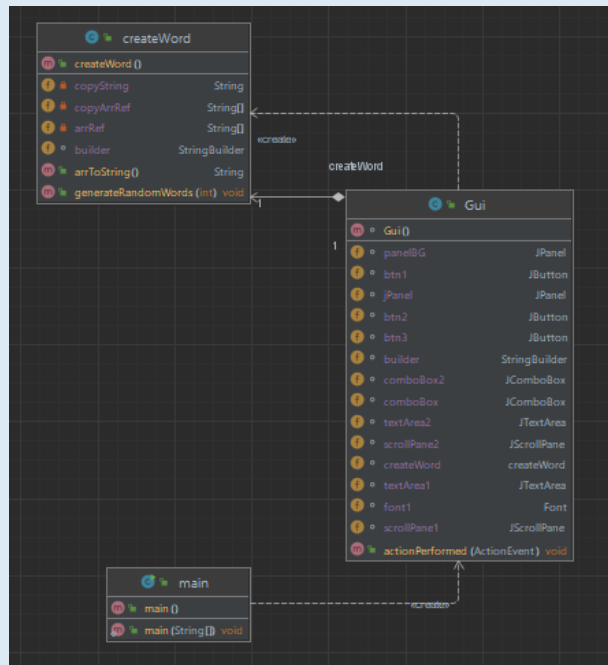 createWord
createWord()
copyString String
copyArrRef String[]
arrRef String[]
builder StringBuilder
arrToString() String
generateRandomWords(int) void
«create»
createWord
1
1
Gui
Gui()
panelBG JPanel
btn1 JButton
jPanel JPanel
btn2 JButton
btn3 JButton
builder StringBuilder
comboBox2 JComboBox
comboBox JComboBox
textArea2 JTextArea
scrollPane2 JScrollPane
createWord createWord
textArea1 JTextArea
font1 Font
scrollPane1 JScrollPane
actionPerformed(ActionEvent) void
main
main()
main(String[]) void
«create»